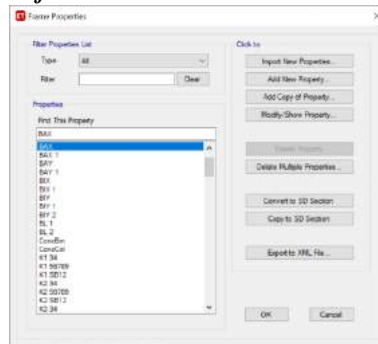 Frame Properties
Filter Properties List
Type
All
Filter
Clear
Properties
Find This Property
BAX
BAX
BAX 1
BAY
BAY 1
BIX
BIX 1
BIY
BIY 1
BIY 2
BL 1
BL 2
ConcBm
ConcCol
K1 34
K1 56789
K1 SB12
K2 34
K2 56789
K2 SB12
K2 34
Click to:
Import New Properties...
Add New Property...
Add Copy of Property...
Modify/Show Property...
Delete Property
Delete Multiple Properties...
Convert to SD Section
Copy to SD Section
Export to XML File...
OK
Cancel